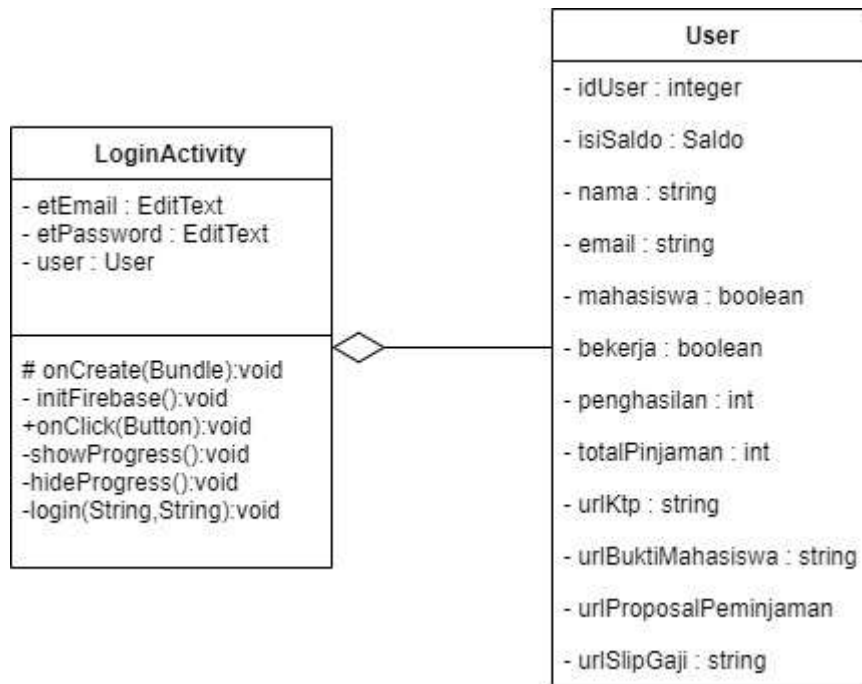 LoginActivity
- etEmail : EditText
- etPassword : EditText
- user : User
# onCreate(Bundle):void
- initFirebase():void
+onClick(Button):void
-showProgress():void
-hideProgress():void
-login(String,String):void
User
- idUser : integer
- isiSaldo : Saldo
- nama : string
- email : string
- mahasiswa : boolean
- bekerja : boolean
- penghasilan : int
- totalPinjaman : int
- urlKtp : string
- urlBuktiMahasiswa : string
- urlProposalPeminjaman
- urlSlipGaji : string